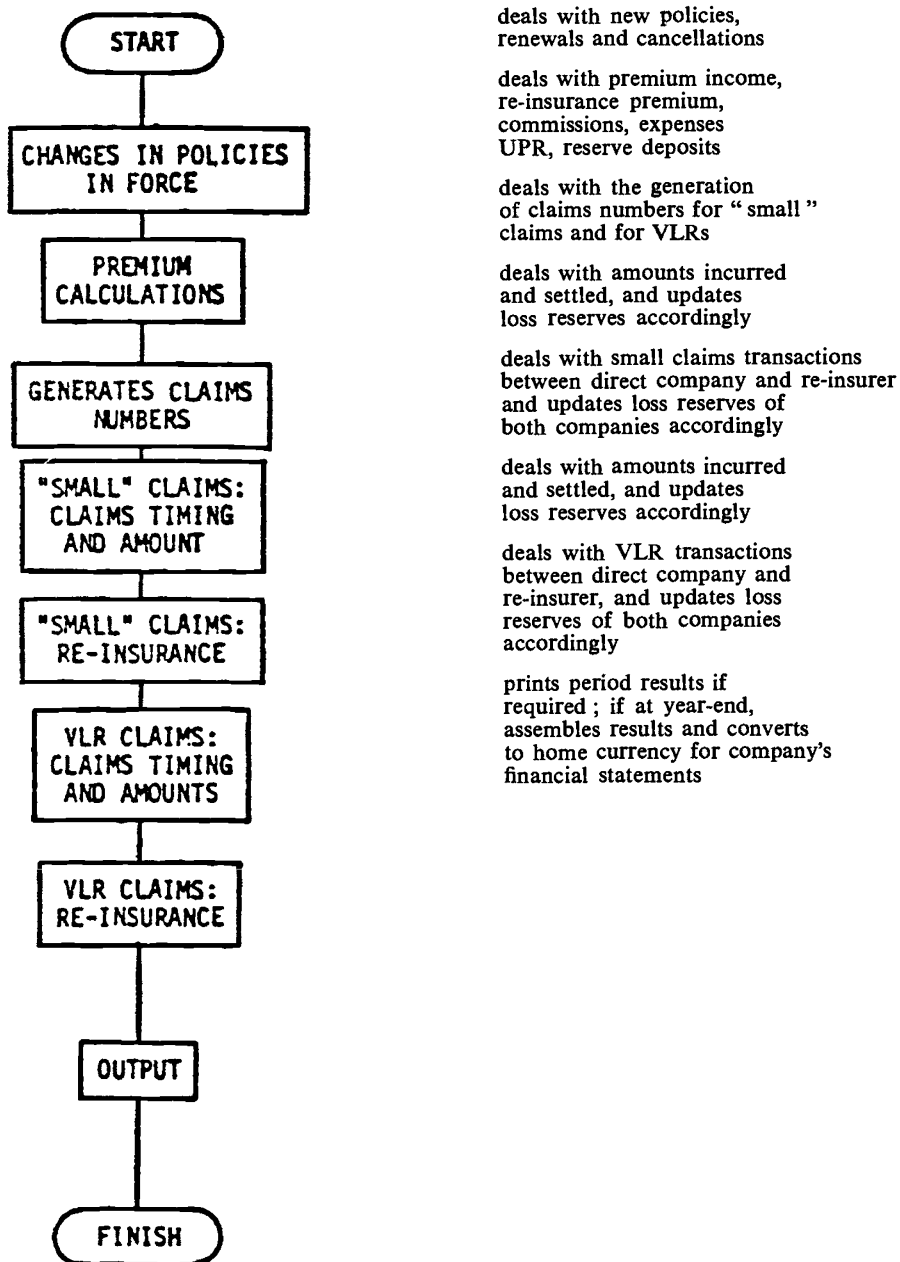 START
CHANGES IN POLICIES
IN FORCE
PREMIUM
CALCULATIONS
GENERATES CLAIMS
NUMBERS
"SMALL" CLAIMS:
CLAIMS TIMING
AND AMOUNT
"SMALL" CLAIMS:
RE-INSURANCE
VLR CLAIMS:
CLAIMS TIMING
AND AMOUNTS
VLR CLAIMS:
RE-INSURANCE
OUTPUT
FINISH
deals with new policies,
renewals and cancellations
deals with premium income,
re-insurance premium,
commissions, expenses
UPR, reserve deposits
deals with the generation
of claims numbers for “ small ”
claims and for VLRs
deals with amounts incurred
and settled, and updates
loss reserves accordingly
deals with small claims transactions
between direct company and re-insurer
and updates loss reserves of
both companies accordingly
deals with amounts incurred
and settled, and updates
loss reserves accordingly
deals with VLR transactions
between direct company and
re-insurer, and updates loss
reserves of both companies
accordingly
prints period results if
required ; if at year-end,
assembles results and converts
to home currency for company’s
financial statements